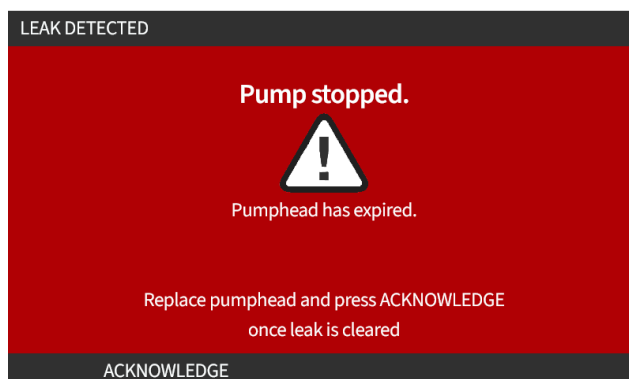 LEAK DETECTED
Pump stopped.
!
Pumphead has expired.
Replace pumphead and press ACKNOWLEDGE
once leak is cleared
ACKNOWLEDGE